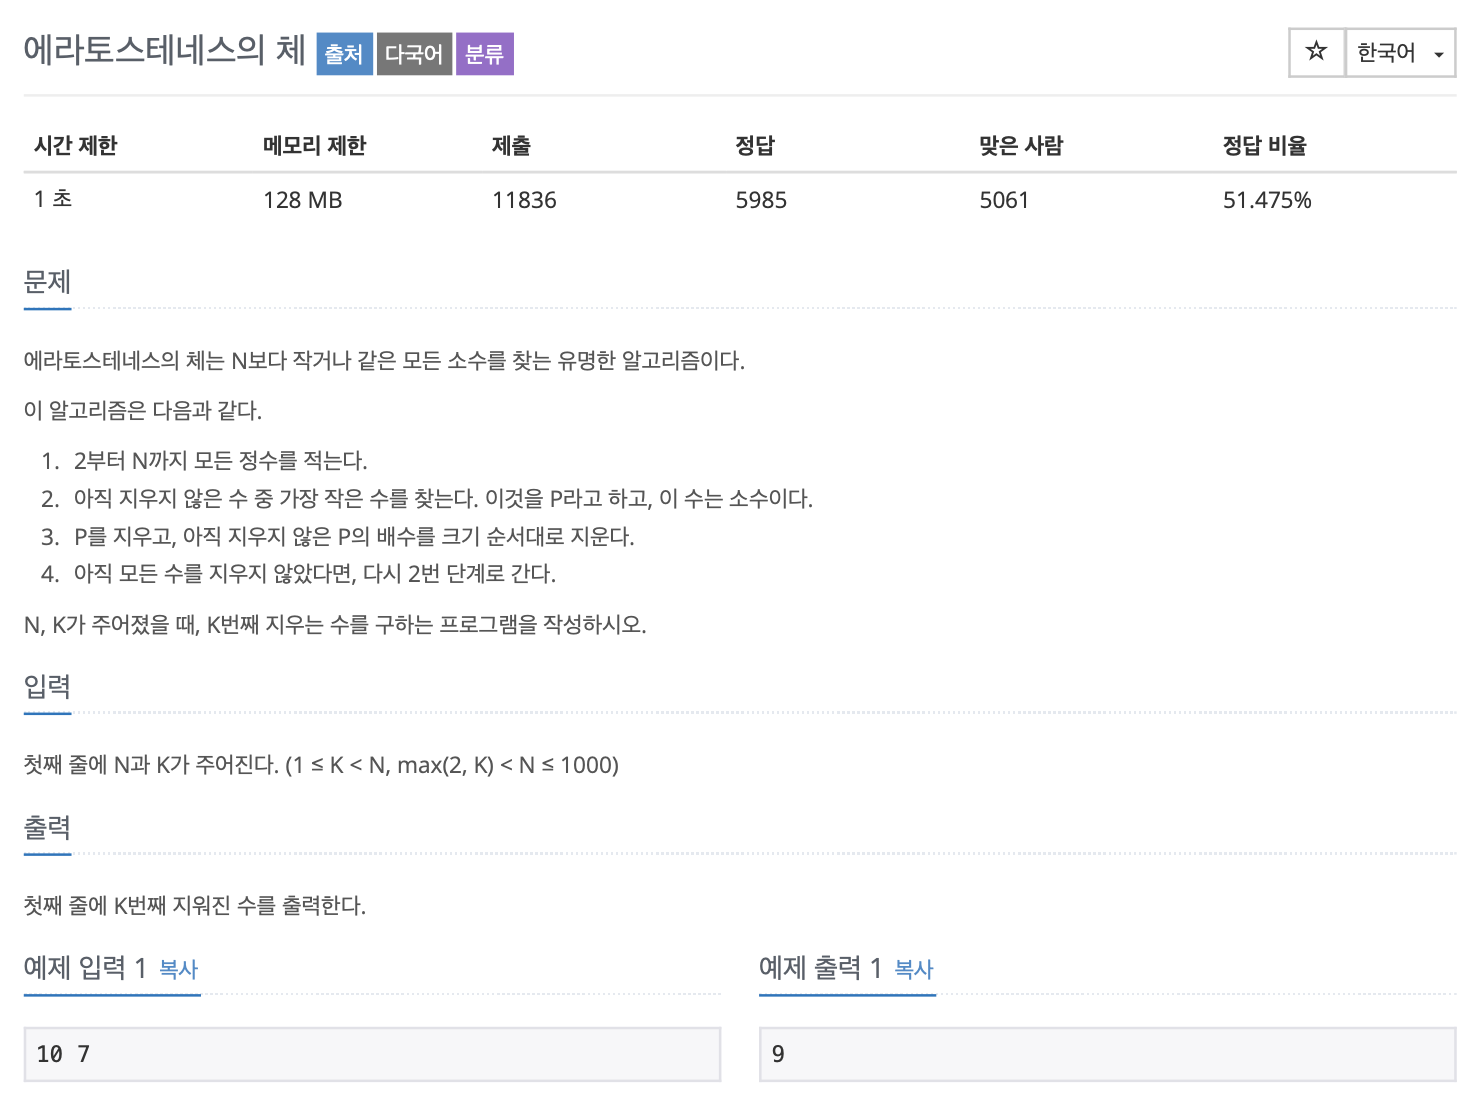 에라토스테네스의 체 출처 다국어 분류 ☆ 한국어
시간 제한 메모리 제한 제출 정답 맞은 사람 정답 비율
1 초 128 MB 11836 5985 5061 51.475%
문제
에라토스테네스의 체는 N보다 작거나 같은 모든 소수를 찾는 유명한 알고리즘이다.
이 알고리즘은 다음과 같다.
1. 2부터 N까지 모든 정수를 적는다.
2. 아직 지우지 않은 수 중 가장 작은 수를 찾는다. 이것을 P라고 하고, 이 수는 소수이다.
3. P를 지우고, 아직 지우지 않은 P의 배수를 크기 순서대로 지운다.
4. 아직 모든 수를 지우지 않았다면, 다시 2번 단계로 간다.
N, K가 주어졌을 때, K번째 지우는 수를 구하는 프로그램을 작성하시오.
입력
첫째 줄에 N과 K가 주어진다. (1 ≤ K < N, max(2, K) < N ≤ 1000)
출력
첫째 줄에 K번째 지워진 수를 출력한다.
예제 입력 1 복사 예제 출력 1 복사
10 7 9